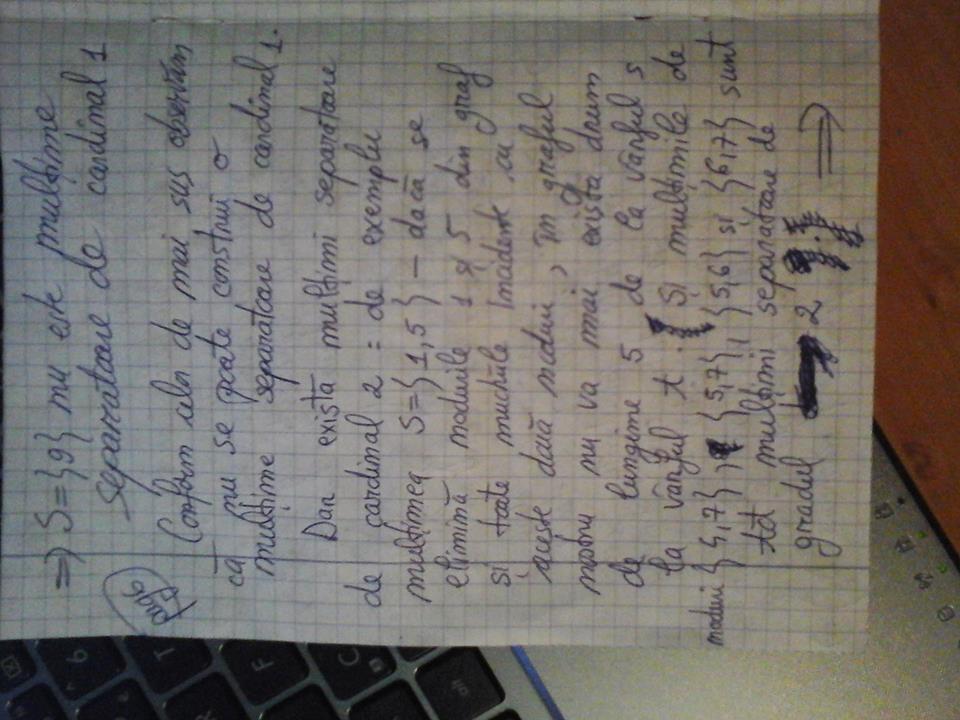 ⇒ S={9} nu este mulțime
separatoare de cardinal 1
pag 6
Conform celor de mai sus observăm
că nu se poate construi o
mulțime separatoare de cardinal 1.
Dar există mulțimi separatoare
de cardinal 2 : de exemplu
mulțimea S={1,5} – dacă se
elimină nodurile 1 și 5 din graf
și toate muchiile incidente cu
aceste două noduri, în graful
nostru nu va mai exista drum
de lungime 5 de la vârful s
la vârful t. Și mulțimile de
noduri {4,7}, {5,7}, {5,6} și {6,7} sunt
tot mulțimi separatoare de
gradul 2 ⇒